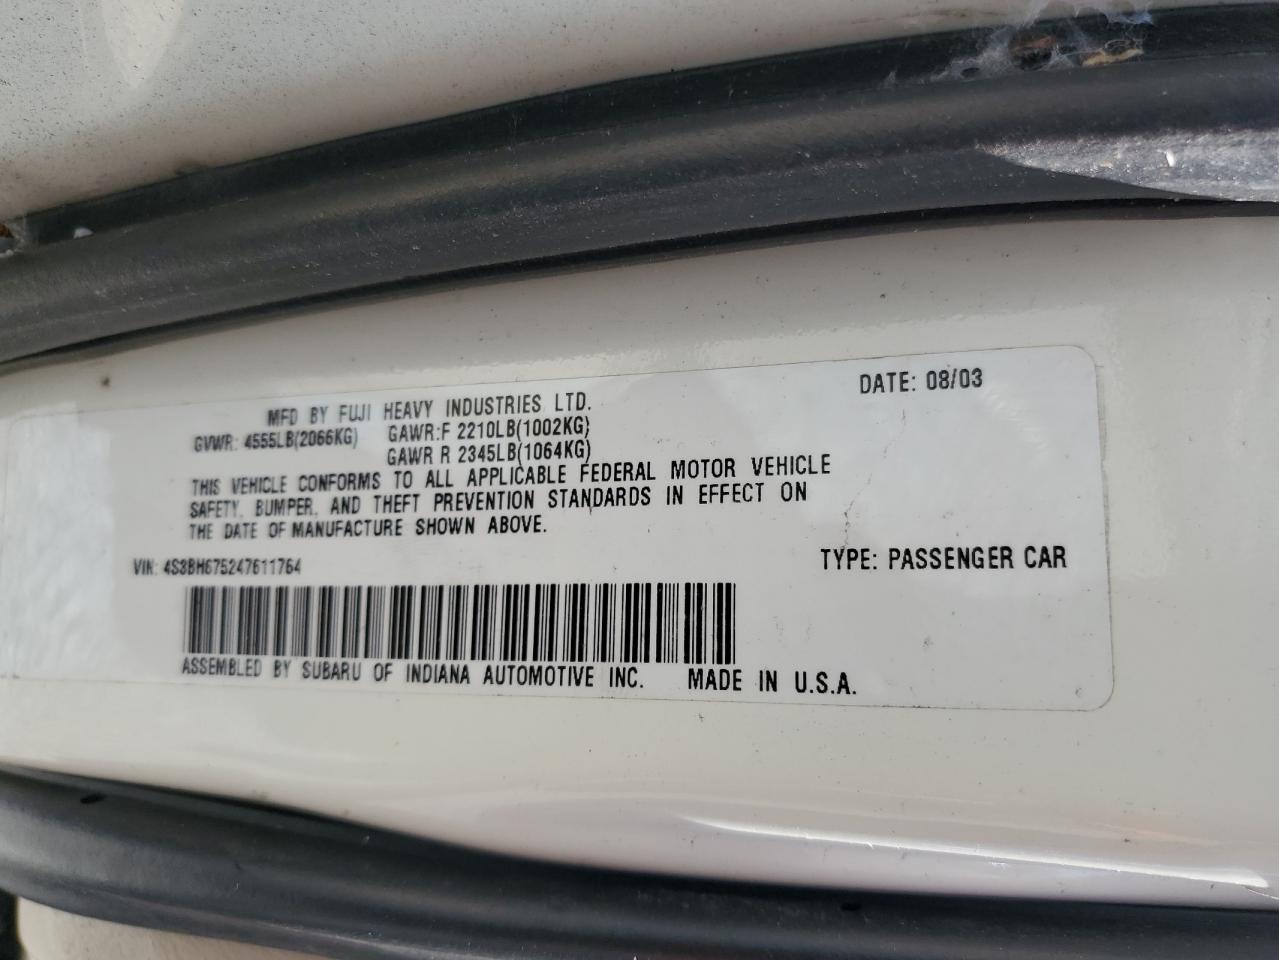 DATE: 08/03
MFD BY FUJI HEAVY INDUSTRIES LTD.
GVWR: 4555LB(2066KG) GAWR:F 2210LB(1002KG)
GAWR R 2345LB(1064KG)
THIS VEHICLE CONFORMS TO ALL APPLICABLE FEDERAL MOTOR VEHICLE
SAFETY, BUMPER, AND THEFT PREVENTION STANDARDS IN EFFECT ON
THE DATE OF MANUFACTURE SHOWN ABOVE.
VIN: 4S3BH675247611764 TYPE: PASSENGER CAR
ASSEMBLED BY SUBARU OF INDIANA AUTOMOTIVE INC. MADE IN U.S.A.